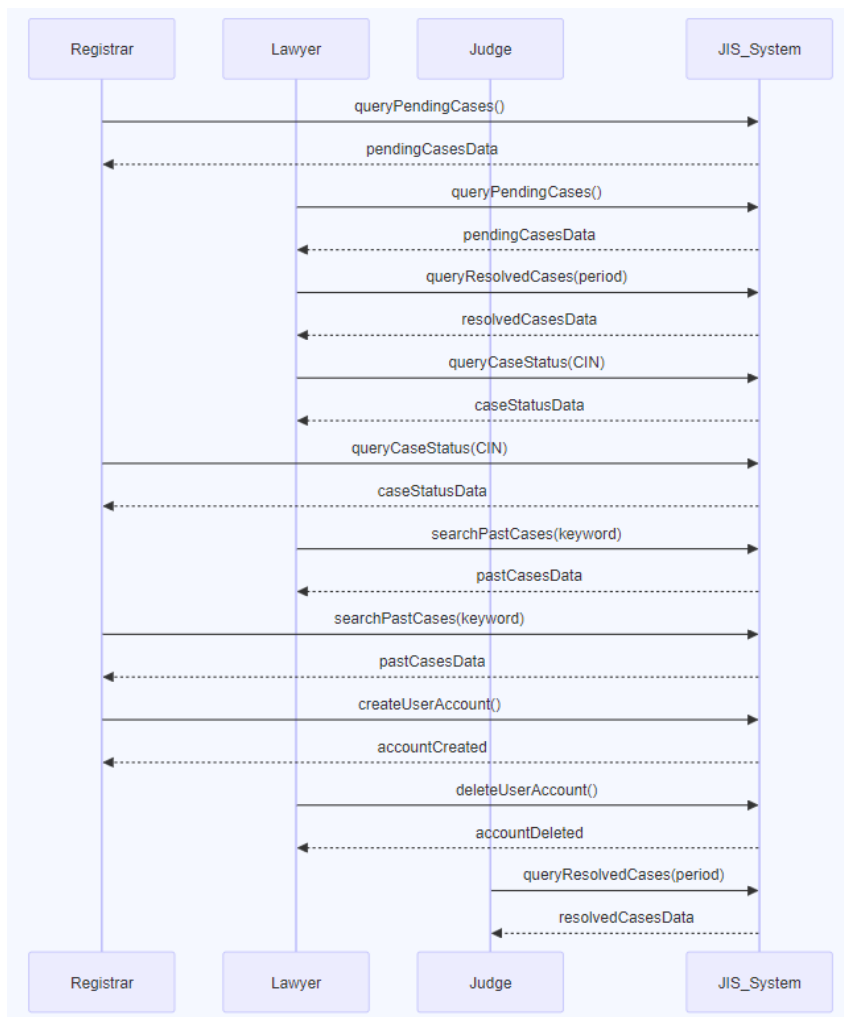 Registrar
Lawyer
Judge
JIS_System
queryPendingCases()
pendingCasesData
queryPendingCases()
pendingCasesData
queryResolvedCases(period)
resolvedCasesData
queryCaseStatus(CIN)
caseStatusData
queryCaseStatus(CIN)
caseStatusData
searchPastCases(keyword)
pastCasesData
searchPastCases(keyword)
pastCasesData
createUserAccount()
accountCreated
deleteUserAccount()
accountDeleted
queryResolvedCases(period)
resolvedCasesData
Registrar
Lawyer
Judge
JIS_System